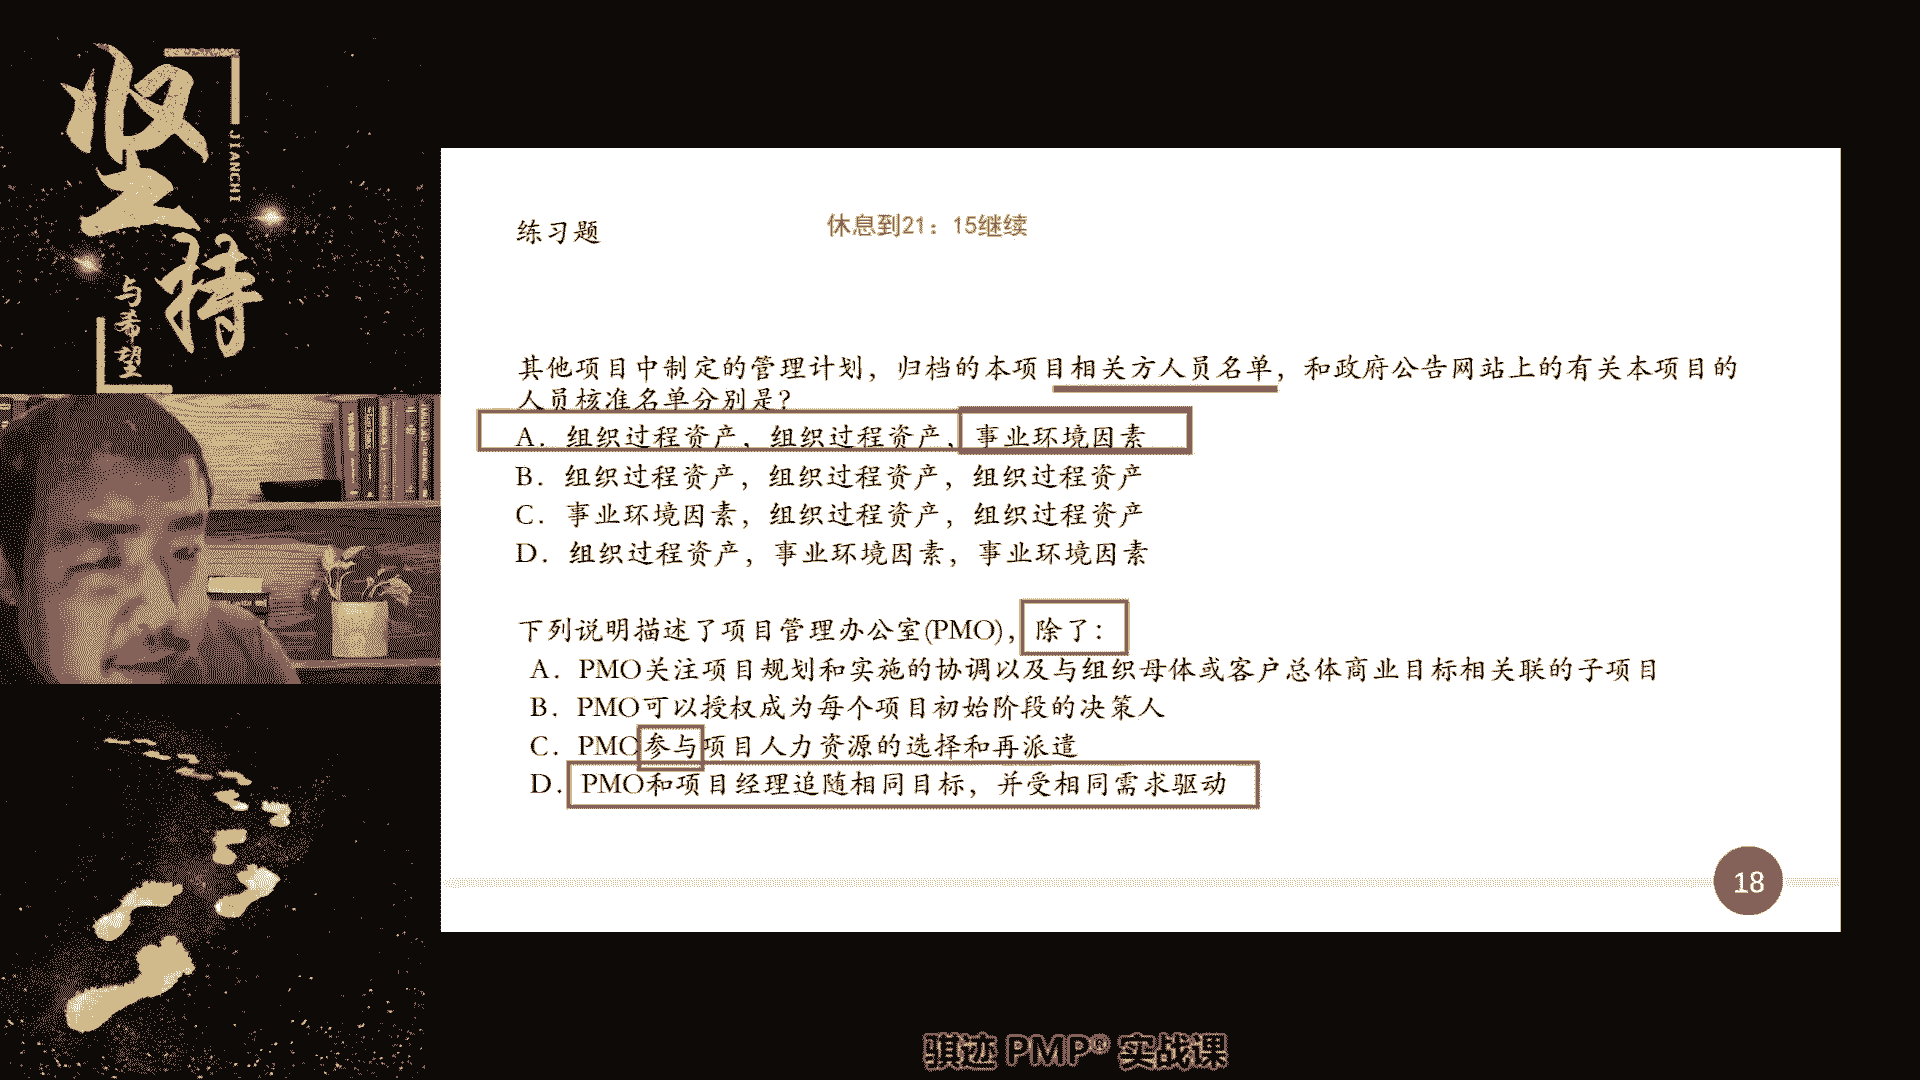 坚持
JIANCHI
与希望
练习题
休息到21：15继续
其他项目中制定的管理计划，归档的本项目相关方人员名单，和政府公告网站上的有关本项目的
人员核准名单分别是？
A．组织过程资产，组织过程资产，事业环境因素
B．组织过程资产，组织过程资产，组织过程资产
C．事业环境因素，组织过程资产，组织过程资产
D．组织过程资产，事业环境因素，事业环境因素
下列说明描述了项目管理办公室(PMO)，除了：
A．PMO关注项目规划和实施的协调以及与组织母体或客户总体商业目标相关联的子项目
B．PMO可以授权成为每个项目初始阶段的决策人
C．PMO参与项目人力资源的选择和再派遣
D．PMO和项目经理追随相同目标，并受相同需求驱动
18
骐迹 PMP® 实战课